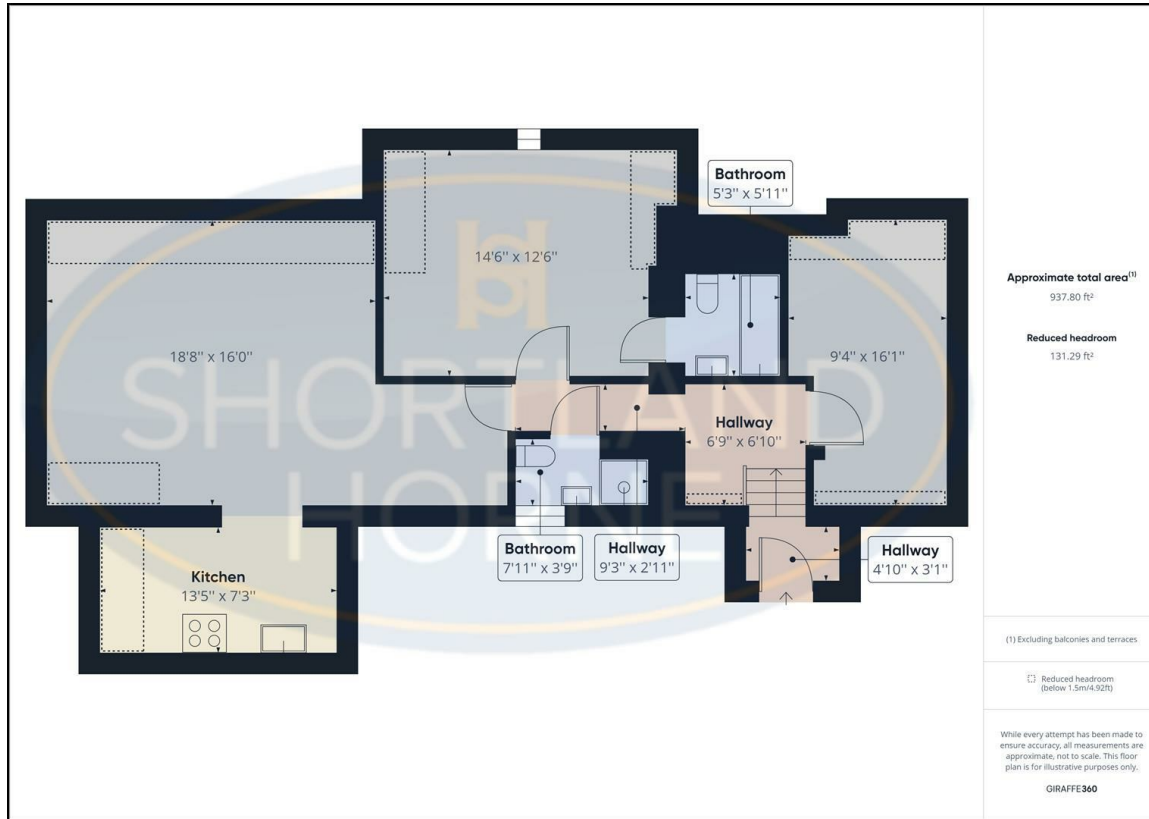 Bathroom
5'3" x 5'11"
14'6" x 12'6"
18'8" x 16'0"
9'4" x 16'1"
Hallway
6'9" x 6'10"
Bathroom
7'11" x 3'9"
Hallway
9'3" x 2'11"
Hallway
4'10" x 3'1"
Kitchen
13'5" x 7'3"
SHORTLAND
HORNE
Approximate total area(1)
937.80 ft²
Reduced headroom
131.29 ft²
(1) Excluding balconies and terraces
Reduced headroom
(below 1.5m/4.92ft)
While every attempt has been made to
ensure accuracy, all measurements are
approximate, not to scale. This floor
plan is for illustrative purposes only.
GIRAFFE360